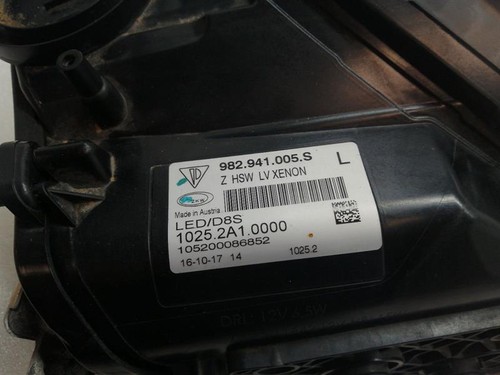 982.941.005.S L
Z HSW LV XENON
Made in Austria
LED/D8S
1025.2A1.0000
105200086852
16-10-17 14 1025.2